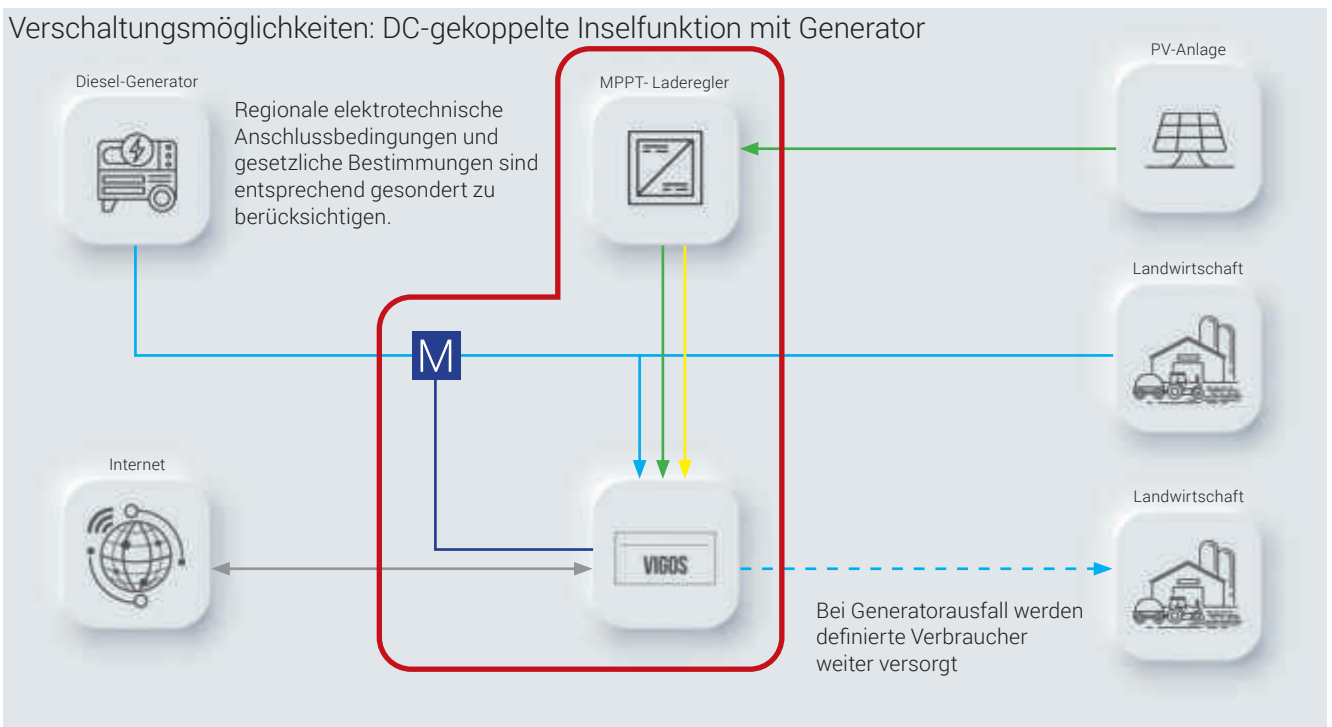 Verschaltungsmöglichkeiten: DC-gekoppelte Inselfunktion mit Generator
Diesel-Generator
Regionale elektrotechnische
Anschlussbedingungen und
gesetzliche Bestimmungen sind
entsprechend gesondert zu
berücksichtigen.
MPPT- Laderegler
PV-Anlage
Landwirtschaft
M
Internet
VIGOS
Landwirtschaft
Bei Generatorausfall werden
definierte Verbraucher
weiter versorgt